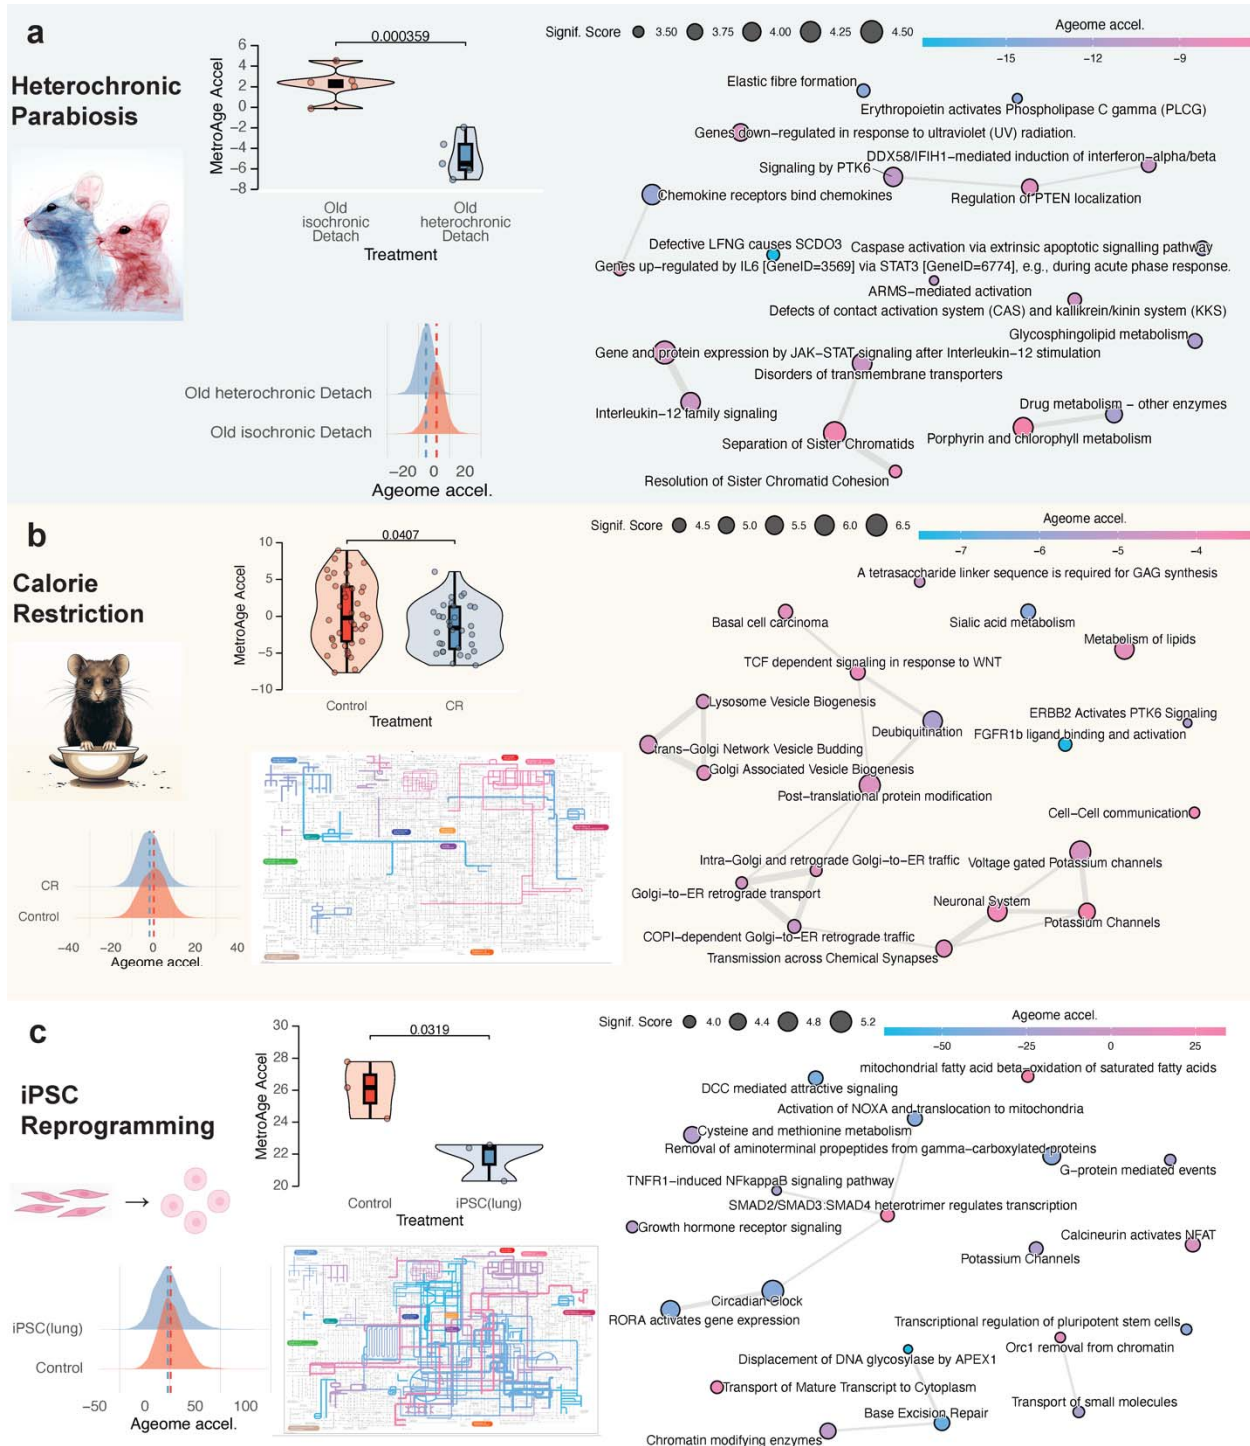 a
Heterochronic
Parabiosis
0.000359
MetroAge Accel
6
4
2
0
−2
−4
−6
−8
Old
isochronic
Detach
Old
heterochronic
Detach
Treatment
Old heterochronic Detach
Old isochronic Detach
−20 0 20
Ageome accel.
Signif. Score 3.50 3.75 4.00 4.25 4.50
Ageome accel.
−15 −12 −9
Elastic fibre formation
Erythropoietin activates Phospholipase C gamma (PLCG)
Genes down−regulated in response to ultraviolet (UV) radiation.
DDX58/IFIH1−mediated induction of interferon−alpha/beta
Signaling by PTK6
Regulation of PTEN localization
Chemokine receptors bind chemokines
Defective LFNG causes SCDO3
Caspase activation via extrinsic apoptotic signalling pathway
Genes up−regulated by IL6 [GeneID=3569] via STAT3 [GeneID=6774], e.g., during acute phase response.
ARMS−mediated activation
Defects of contact activation system (CAS) and kallikrein/kinin system (KKS)
Glycosphingolipid metabolism
Gene and protein expression by JAK−STAT signaling after Interleukin−12 stimulation
Disorders of transmembrane transporters
Interleukin−12 family signaling
Drug metabolism − other enzymes
Separation of Sister Chromatids
Porphyrin and chlorophyll metabolism
Resolution of Sister Chromatid Cohesion
b
Calorie
Restriction
0.0407
MetroAge Accel
10
5
0
−5
−10
Control CR
Treatment
CR
Control
−40 −20 0 20 40
Ageome accel.
Signif. Score 4.5 5.0 5.5 6.0 6.5
Ageome accel.
−7 −6 −5 −4
A tetrasaccharide linker sequence is required for GAG synthesis
Basal cell carcinoma
Sialic acid metabolism
Metabolism of lipids
TCF dependent signaling in response to WNT
Lysosome Vesicle Biogenesis
ERBB2 Activates PTK6 Signaling
Deubiquitination
FGFR1b ligand binding and activation
trans−Golgi Network Vesicle Budding
Golgi Associated Vesicle Biogenesis
Post−translational protein modification
Cell−Cell communication
Intra−Golgi and retrograde Golgi−to−ER traffic
Voltage gated Potassium channels
Golgi−to−ER retrograde transport
Neuronal System
Potassium Channels
COPI−dependent Golgi−to−ER retrograde traffic
Transmission across Chemical Synapses
c
iPSC
Reprogramming
0.0319
MetroAge Accel
30
28
26
24
22
20
Control iPSC(lung)
Treatment
iPSC(lung)
Control
−50 0 50 100
Ageome accel.
Signif. Score 4.0 4.4 4.8 5.2
Ageome accel.
−50 −25 0 25
mitochondrial fatty acid beta−oxidation of saturated fatty acids
DCC mediated attractive signaling
Activation of NOXA and translocation to mitochondria
Cysteine and methionine metabolism
Removal of aminoterminal propeptides from gamma−carboxylated proteins
G−protein mediated events
TNFR1−induced NFkappaB signaling pathway
SMAD2/SMAD3:SMAD4 heterotrimer regulates transcription
Growth hormone receptor signaling
Calcineurin activates NFAT
Potassium Channels
Circadian Clock
RORA activates gene expression
Transcriptional regulation of pluripotent stem cells
Orc1 removal from chromatin
Displacement of DNA glycosylase by APEX1
Transport of Mature Transcript to Cytoplasm
Transport of small molecules
Base Excision Repair
Chromatin modifying enzymes